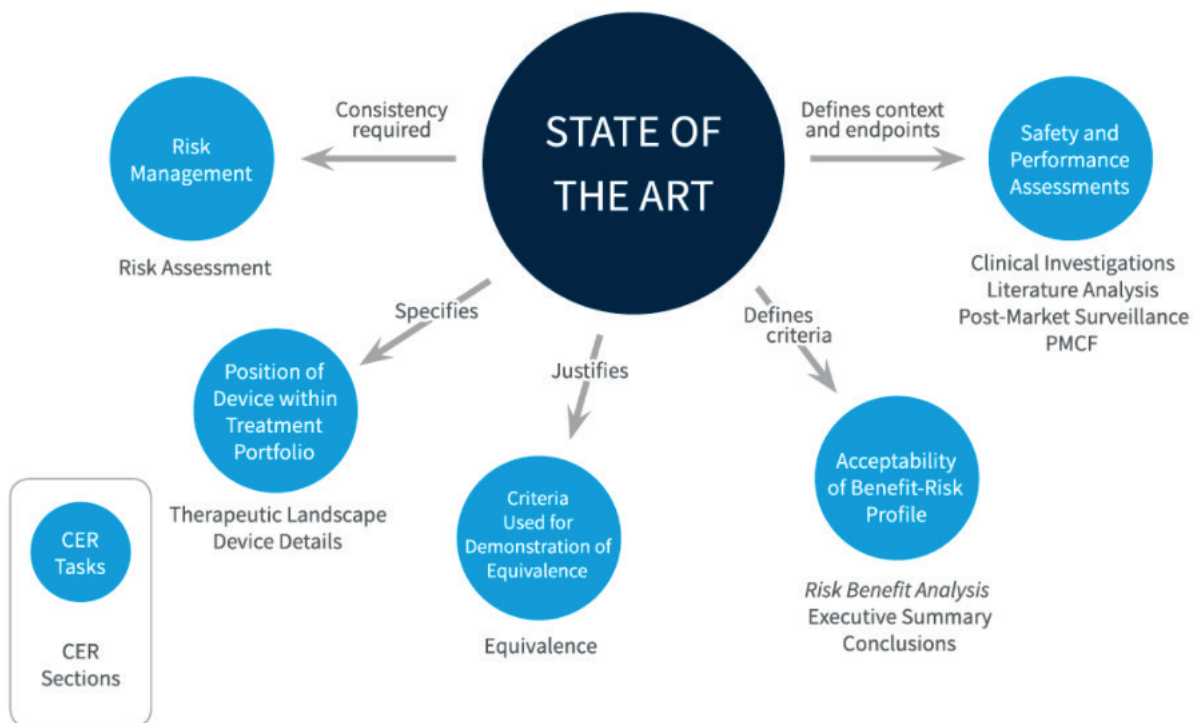 STATE OF
THE ART
Consistency
required
Risk
Management
Risk Assessment
Defines context
and endpoints
Safety and
Performance
Assessments
Clinical Investigations
Literature Analysis
Post-Market Surveillance
PMCF
Specifies
Position of
Device within
Treatment
Portfolio
Therapeutic Landscape
Device Details
Justifies
Criteria
Used for
Demonstration of
Equivalence
Equivalence
Defines
criteria
Acceptability
of Benefit-Risk
Profile
Risk Benefit Analysis
Executive Summary
Conclusions
CER
Tasks
CER
Sections